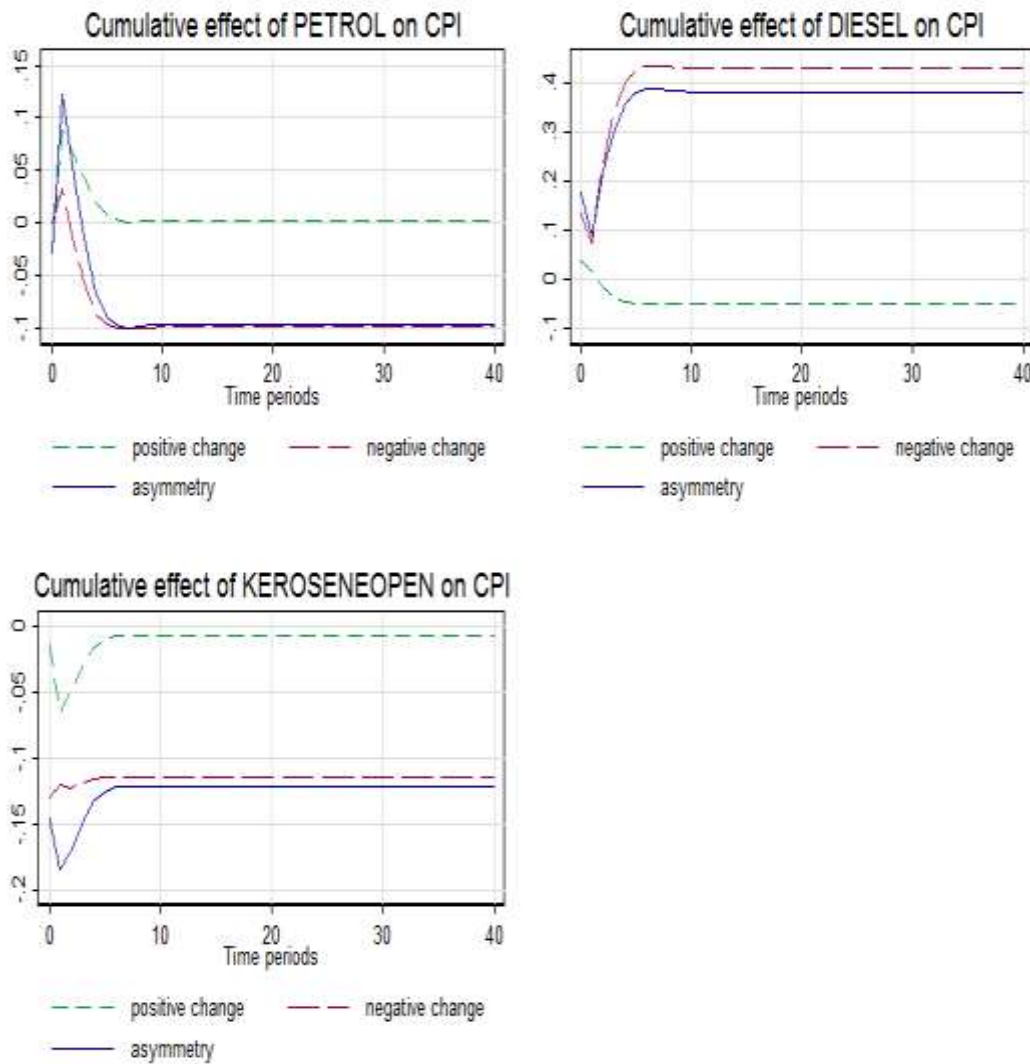 Cumulative effect of PETROL on CPI
.15
.1
.05
0
-.05
-.1
0 10 20 30 40
Time periods
positive change negative change
asymmetry
Cumulative effect of DIESEL on CPI
.4
.3
.2
.1
0
-.1
0 10 20 30 40
Time periods
positive change negative change
asymmetry
Cumulative effect of KEROSENEOPEN on CPI
0
-.05
-.1
-.15
-.2
0 10 20 30 40
Time periods
positive change negative change
asymmetry